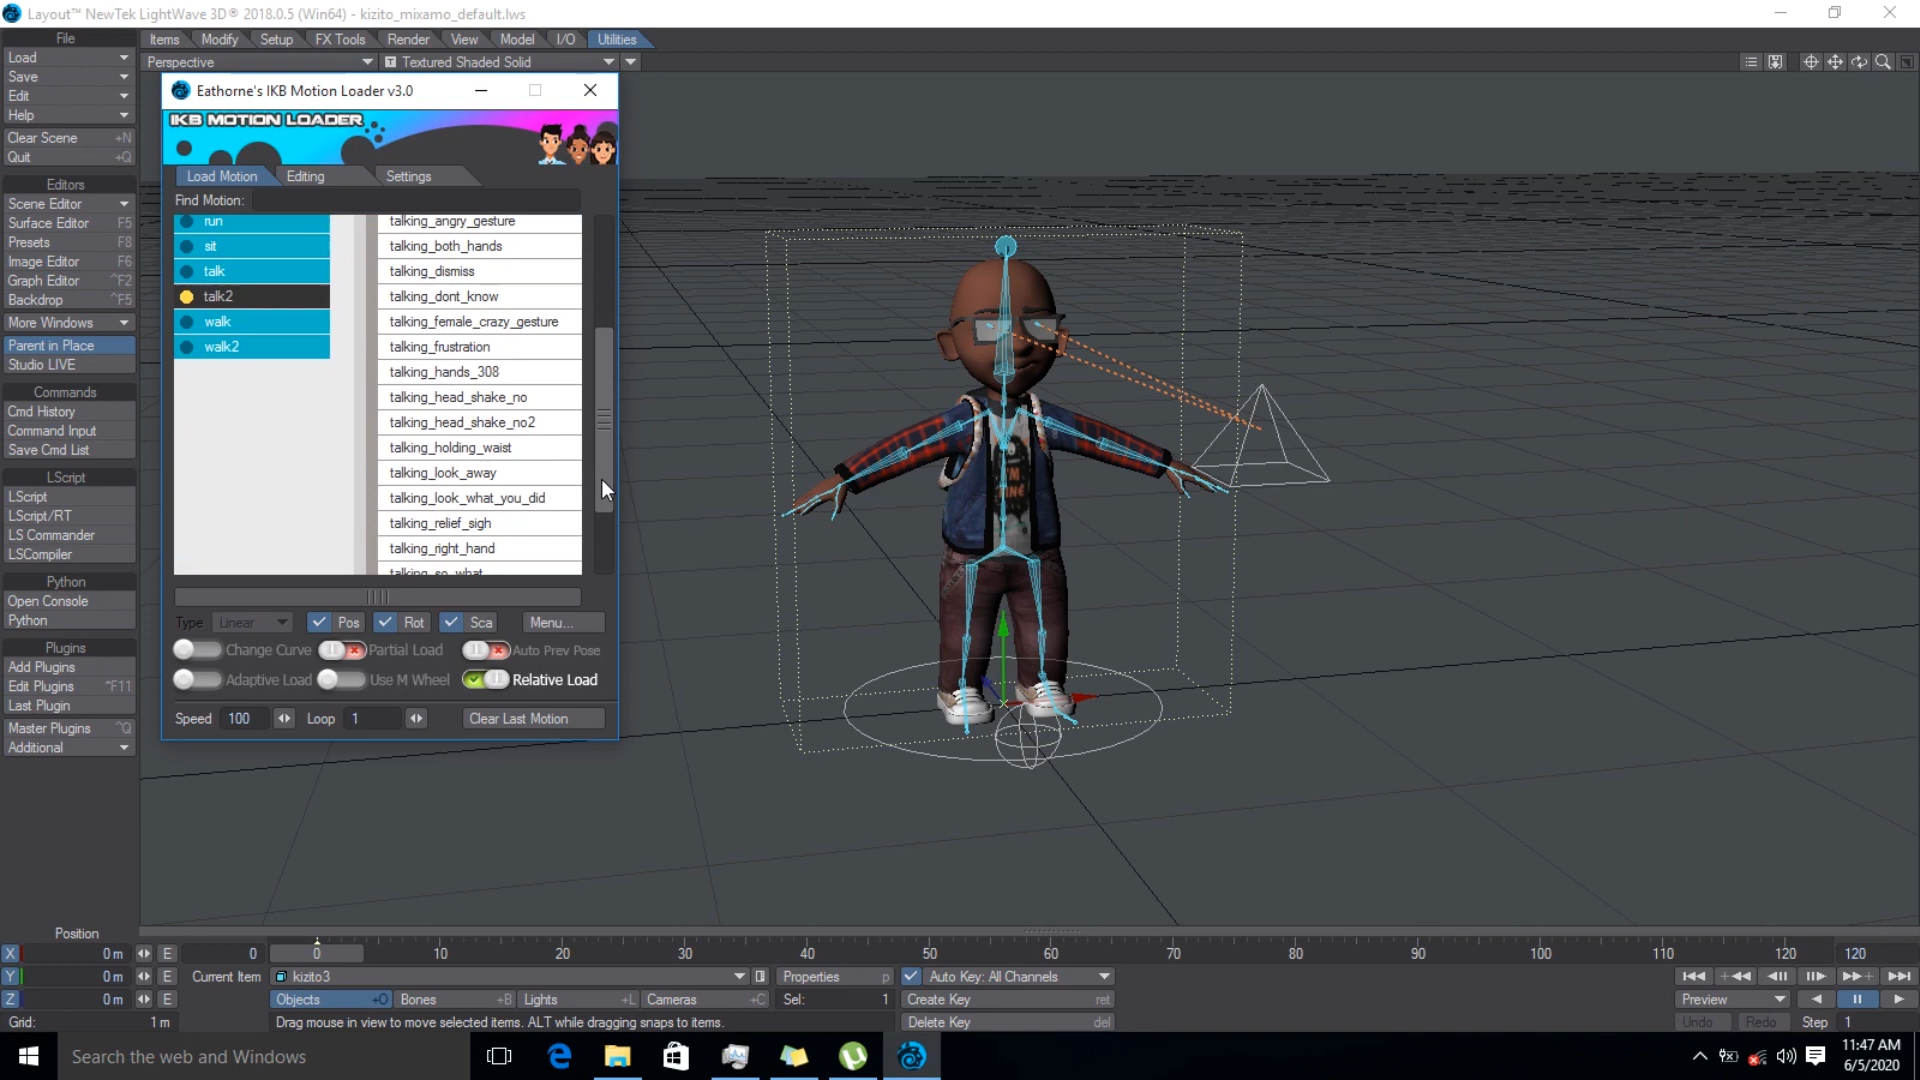 Layout™ NewTek LightWave 3D® 2018.0.5 (Win64) - kizito_mixamo_default.lws
File
Items Modify Setup FX Tools Render View Model I/O Utilities
Load
Perspective T Textured Shaded Solid
Save
Edit
Help
Clear Scene +N
Quit +Q
Editors
Scene Editor
Surface Editor F5
Presets F8
Image Editor F6
Graph Editor ^F2
Backdrop ^F5
More Windows
Parent in Place
Studio LIVE
Commands
Cmd History
Command Input
Save Cmd List
LScript
LScript
LScript/RT
LS Commander
LSCompiler
Python
Open Console
Python
Plugins
Add Plugins
Edit Plugins *F11
Last Plugin
Master Plugins ^Q
Additional
Eathorne's IKB Motion Loader v3.0
IKB MOTION LOADER
Load Motion Editing Settings
Find Motion:
run
sit
talk
talk2
walk
walk2
talking_angry_gesture
talking_both_hands
talking_dismiss
talking_dont_know
talking_female_crazy_gesture
talking_frustration
talking_hands_308
talking_head_shake_no
talking_head_shake_no2
talking_holding_waist
talking_look_away
talking_look_what_you_did
talking_relief_sigh
talking_right_hand
talking_so_what
Type Linear Pos Rot Sca Menu...
Change Curve Partial Load Auto Prev Pose
Adaptive Load Use M Wheel Relative Load
Speed 100 Loop 1 Clear Last Motion
Position
X 0 m E 0 0 10 20 30 40 50 60 70 80 90 100 110 120 120
Y 0 m E Current Item kizito3 Properties p Auto Key: All Channels
Z 0 m E Objects +O Bones +B Lights +L Cameras +C Sel: 1 Create Key ret Preview
Grid: 1 m Drag mouse in view to move selected items. ALT while dragging snaps to items. Delete Key del Undo Redo Step 1
Search the web and Windows
11:47 AM
6/5/2020